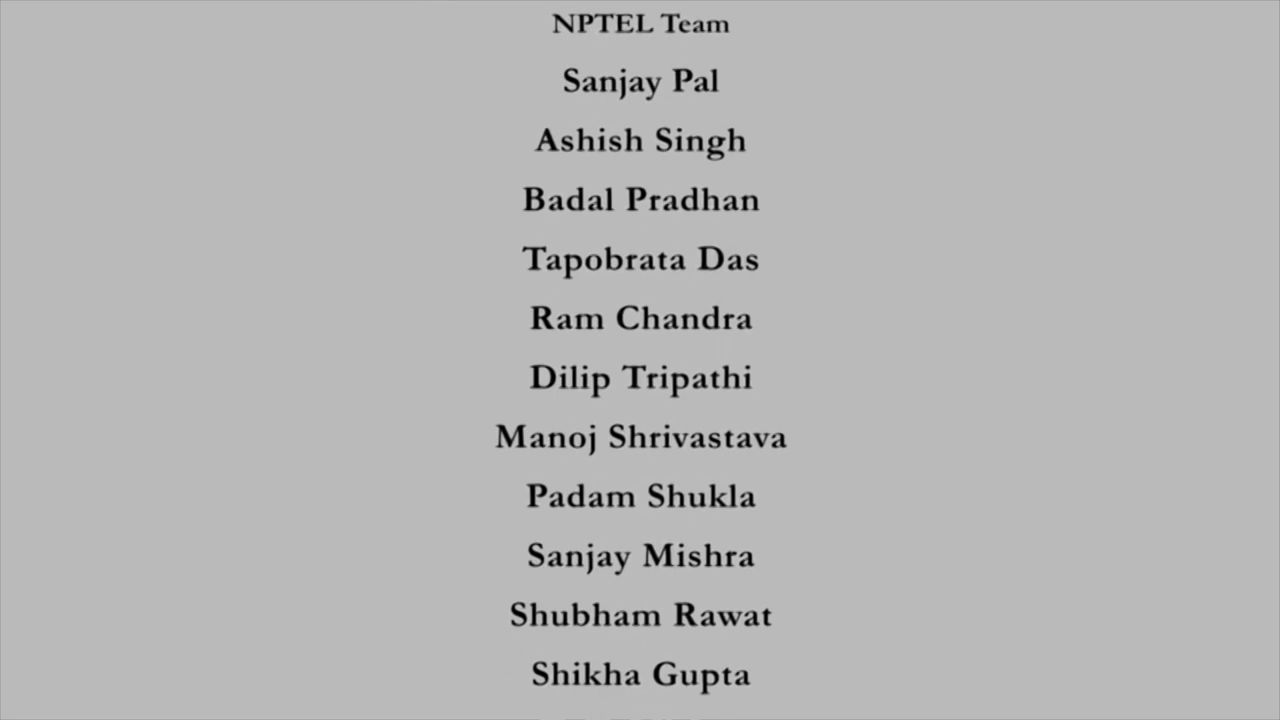 NPTEL Team
Sanjay Pal
Ashish Singh
Badal Pradhan
Tapobrata Das
Ram Chandra
Dilip Tripathi
Manoj Shrivastava
Padam Shukla
Sanjay Mishra
Shubham Rawat
Shikha Gupta